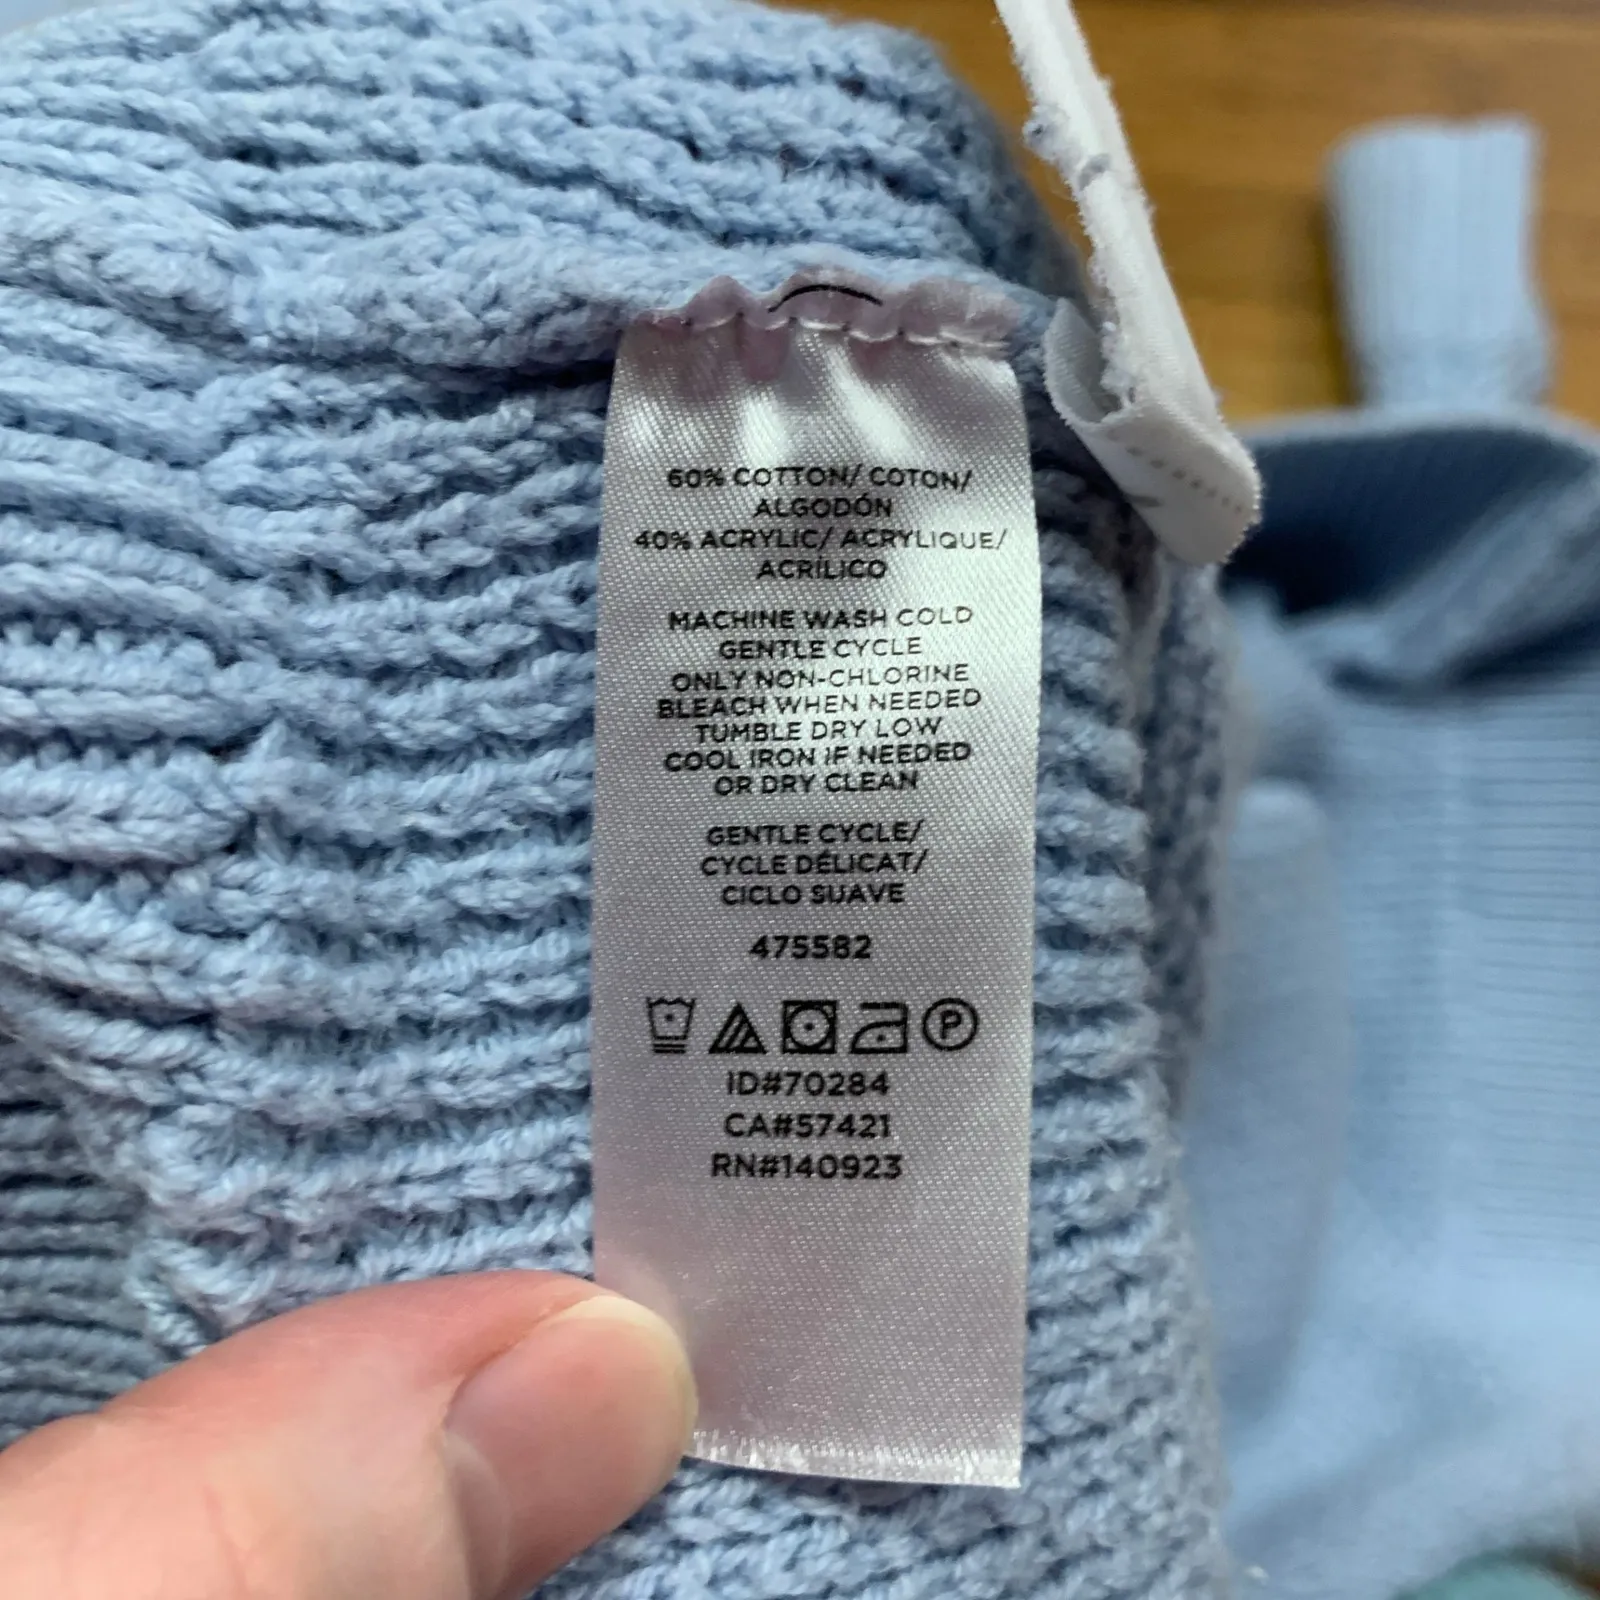 60% COTTON/ COTON/
ALGODÓN
40% ACRYLIC/ ACRYLIQUE/
ACRÍLICO
MACHINE WASH COLD
GENTLE CYCLE
ONLY NON-CHLORINE
BLEACH WHEN NEEDED
TUMBLE DRY LOW
COOL IRON IF NEEDED
OR DRY CLEAN
GENTLE CYCLE/
CYCLE DÉLICAT/
CICLO SUAVE
475582
P
ID#70284
CA#57421
RN#140923